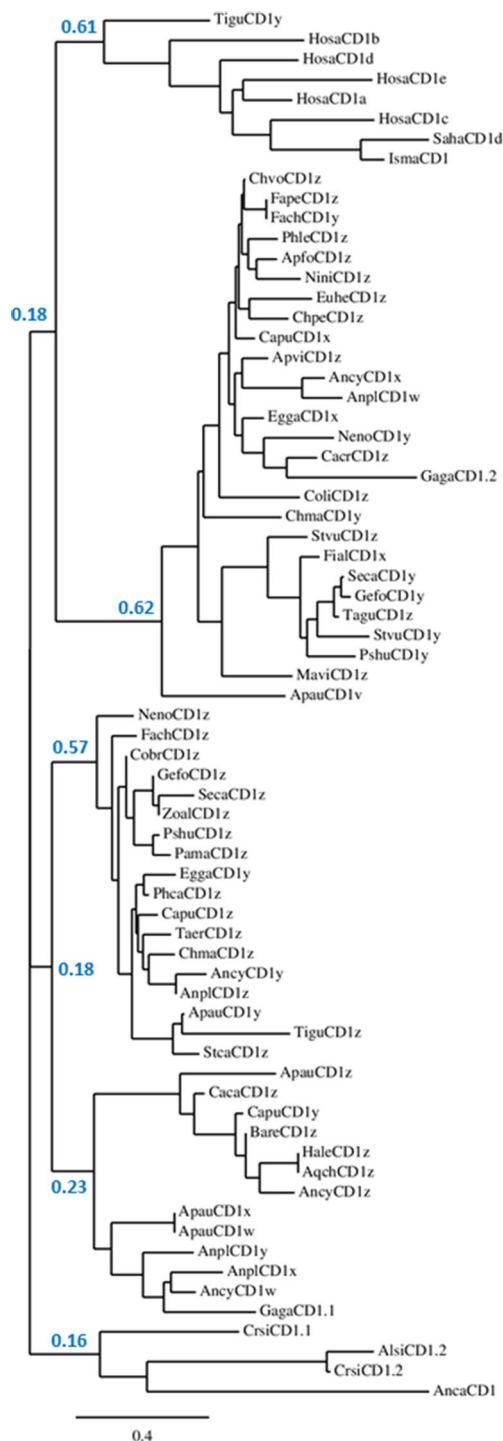 0.61
TiguCD1y
HosaCD1b
HosaCD1d
HosaCD1e
HosaCD1a
HosaCD1c
SahaCD1d
IsmaCD1
ChvoCD1z
FapeCD1z
FachCD1y
PhleCD1z
ApfoCD1z
NiniCD1z
EuheCD1z
0.18
ChpeCD1z
CapuCD1x
ApviCD1z
AncyCD1x
AnplCD1w
EggaCD1x
NenoCD1y
CacrCD1z
GagaCD1.2
ColiCD1z
ChmaCD1y
StvuCD1z
FialCD1x
SecaCD1y
GefoCD1y
0.62
TaguCD1z
StvuCD1y
PshuCD1y
MaviCD1z
ApauCD1v
NenoCD1z
FachCD1z
0.57
CobrCD1z
GefoCD1z
SecaCD1z
ZoalCD1z
PshuCD1z
PamaCD1z
EggaCD1y
PhcaCD1z
CapuCD1z
TaerCD1z
ChmaCD1z
0.18
AncyCD1y
AnplCD1z
ApauCD1y
TiguCD1z
StcaCD1z
ApauCD1z
CacaCD1z
CapuCD1y
BareCD1z
HaleCD1z
AqchCD1z
0.23
AncyCD1z
ApauCD1x
ApauCD1w
AnplCD1y
AnplCD1x
AncyCD1w
GagaCD1.1
0.16
CrsiCD1.1
AlsiCD1.2
CrsiCD1.2
AncaCD1
0.4